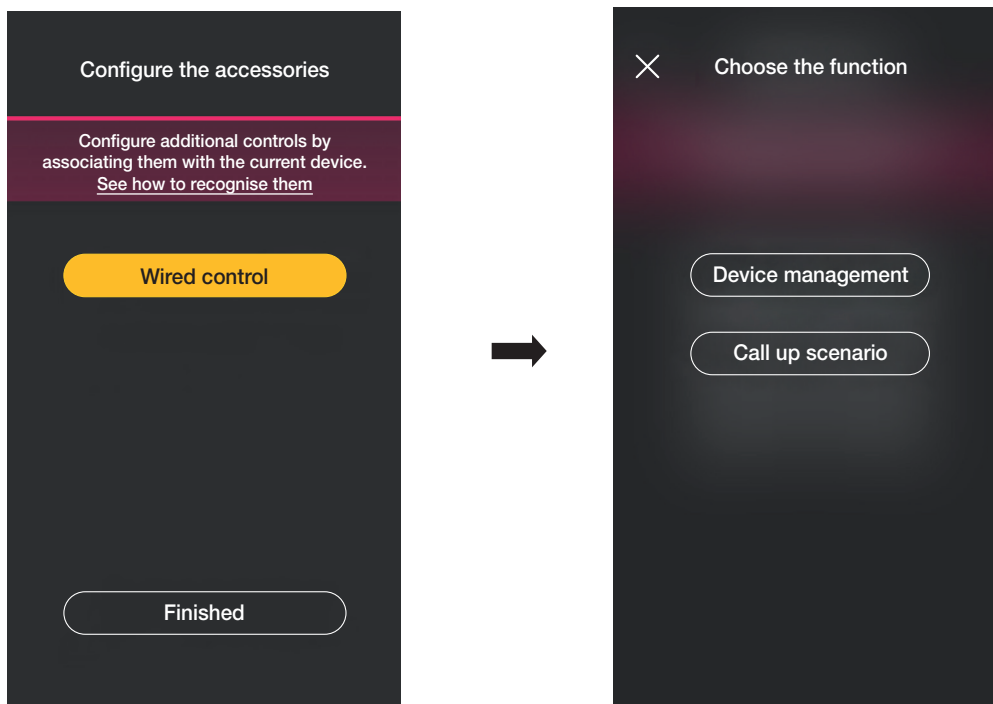 Configure the accessories
Configure additional controls by
associating them with the current device.
See how to recognise them
Wired control
Finished
Choose the function
Device management
Call up scenario